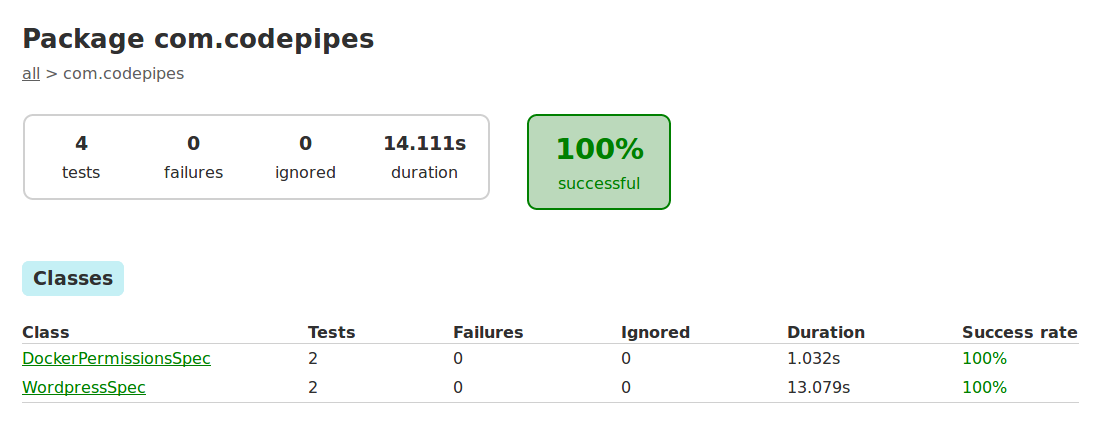 Package com.codepipes
all > com.codepipes
4 0 0 14.111s
tests failures ignored duration
100%
successful
Classes
Class Tests Failures Ignored Duration Success rate
DockerPermissionsSpec 2 0 0 1.032s 100%
WordpressSpec 2 0 0 13.079s 100%